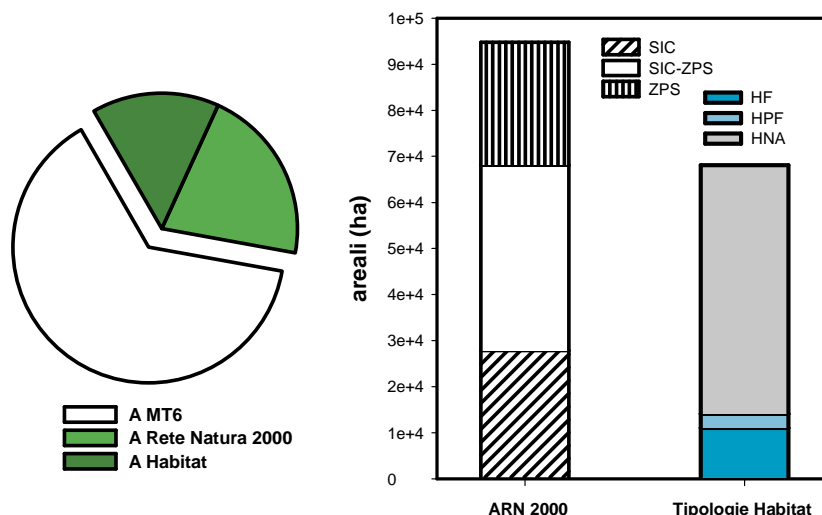 A MT6
A Rete Natura 2000
A Habitat
areali (ha)
1e+5
9e+4
8e+4
7e+4
6e+4
5e+4
4e+4
3e+4
2e+4
1e+4
0
SIC
SIC-ZPS
ZPS
HF
HPF
HNA
ARN 2000
Tipologie Habitat